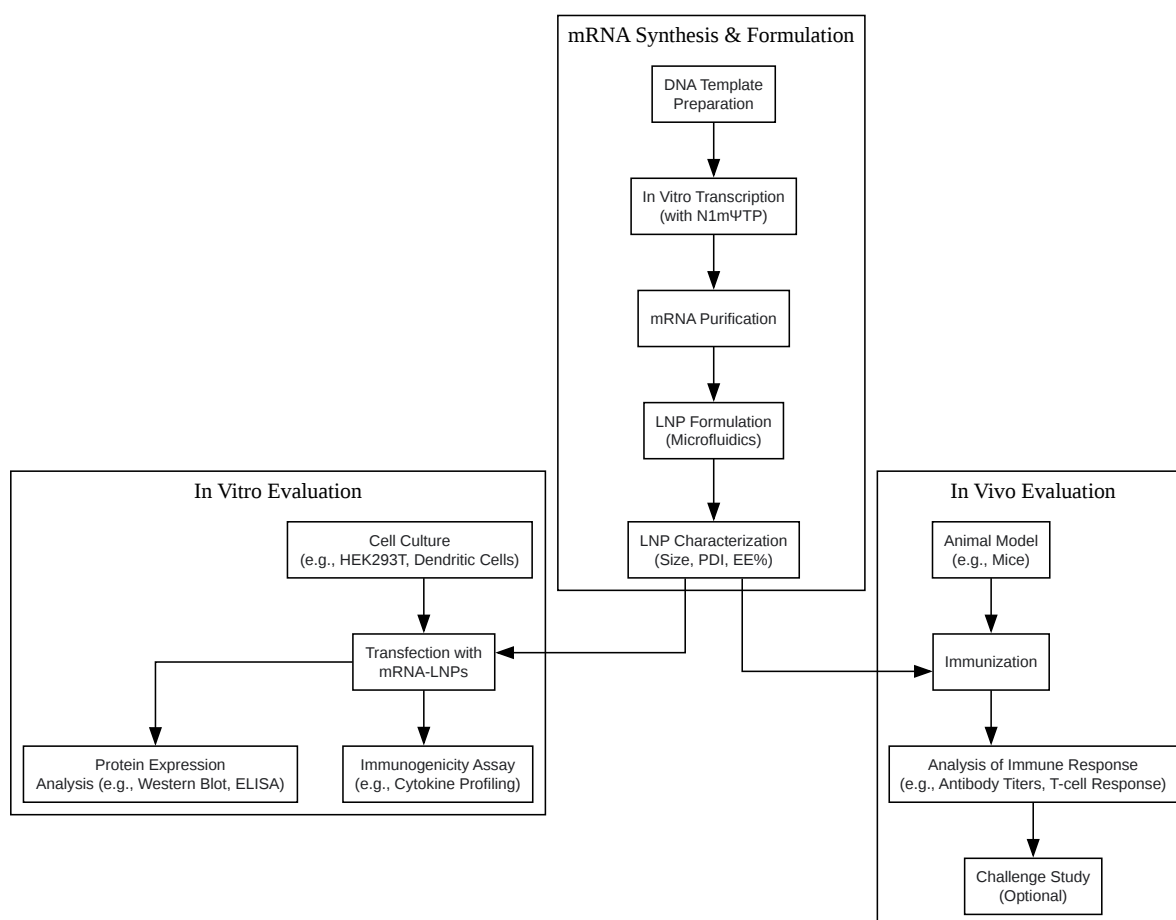 mRNA Synthesis & Formulation
DNA Template
Preparation
In Vitro Transcription
(with N1mΨTP)
mRNA Purification
LNP Formulation
(Microfluidics)
LNP Characterization
(Size, PDI, EE%)
In Vitro Evaluation
Cell Culture
(e.g., HEK293T, Dendritic Cells)
Transfection with
mRNA-LNPs
Protein Expression
Analysis (e.g., Western Blot, ELISA)
Immunogenicity Assay
(e.g., Cytokine Profiling)
In Vivo Evaluation
Animal Model
(e.g., Mice)
Immunization
Analysis of Immune Response
(e.g., Antibody Titers, T-cell Response)
Challenge Study
(Optional)